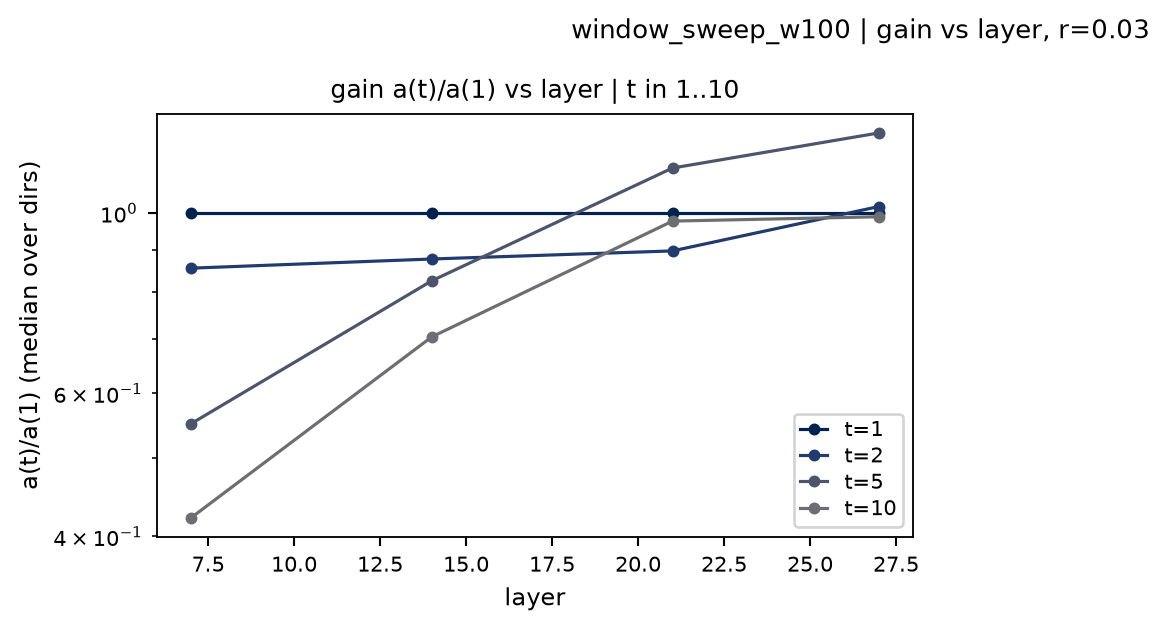 window_sweep_w100 | gain vs layer, r=0.03
gain a(t)/a(1) vs layer | t in 1..10
a(t)/a(1) (median over dirs)
10⁰
6 × 10⁻¹
4 × 10⁻¹
t=1
t=2
t=5
t=10
7.5 10.0 12.5 15.0 17.5 20.0 22.5 25.0 27.5
layer